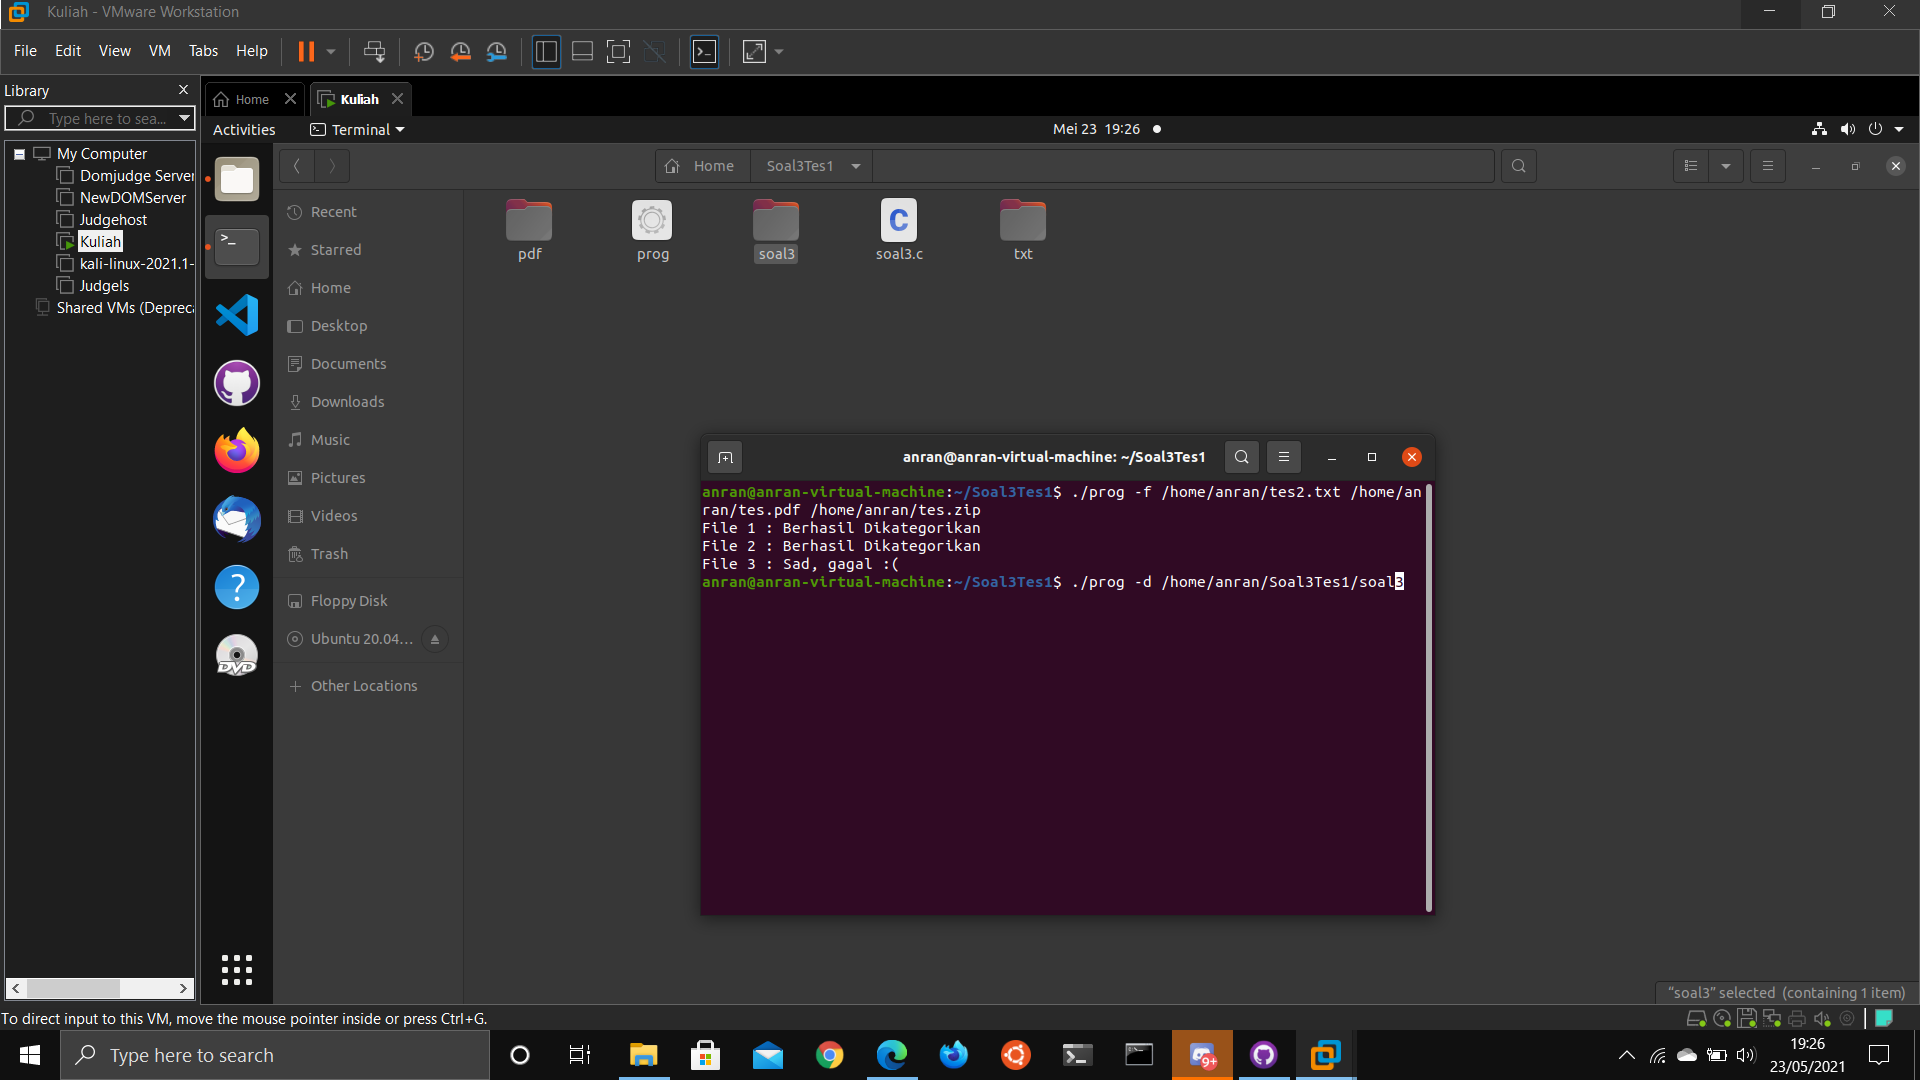 Kuliah - VMware Workstation
File Edit View VM Tabs Help
Library
Type here to sea...
My Computer
Domjudge Server
NewDOMServer
Judgehost
Kuliah
kali-linux-2021.1-
Judgels
Shared VMs (Depreca
Home
Kuliah
Activities
Terminal
Mei 23 19:26
Home
Soal3Tes1
Recent
Starred
Home
Desktop
Documents
Downloads
Music
Pictures
Videos
Trash
Floppy Disk
Ubuntu 20.04...
Other Locations
pdf
prog
soal3
C
soal3.c
txt
DVD
anran@anran-virtual-machine: ~/Soal3Tes1
anran@anran-virtual-machine:~/Soal3Tes1$ ./prog -f /home/anran/tes2.txt /home/an
ran/tes.pdf /home/anran/tes.zip
File 1 : Berhasil Dikategorikan
File 2 : Berhasil Dikategorikan
File 3 : Sad, gagal :(
anran@anran-virtual-machine:~/Soal3Tes1$ ./prog -d /home/anran/Soal3Tes1/soal3
"soal3" selected (containing 1 item)
To direct input to this VM, move the mouse pointer inside or press Ctrl+G.
Type here to search
9+
19:26
23/05/2021